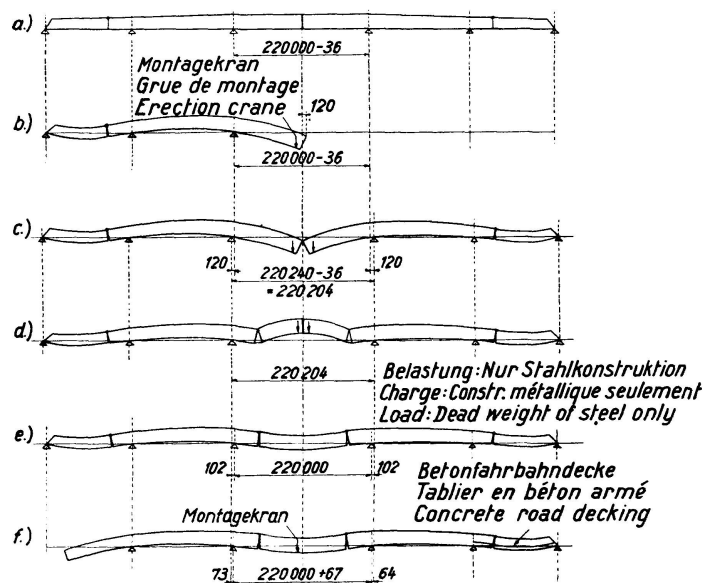 a.)
220000-36
Montagekran
Grue de montage
Erection crane
120
b.)
220000-36
c.)
120
220240-36
120
= 220204
d.)
220204
Belastung: Nur Stahlkonstruktion
Charge: Constr. métallique seulement
Load: Dead weight of steel only
e.)
102
220000
102
Betonfahrbahndecke
Tablier en béton armé
Concrete road decking
Montagekran
f.)
73
220000+67
64